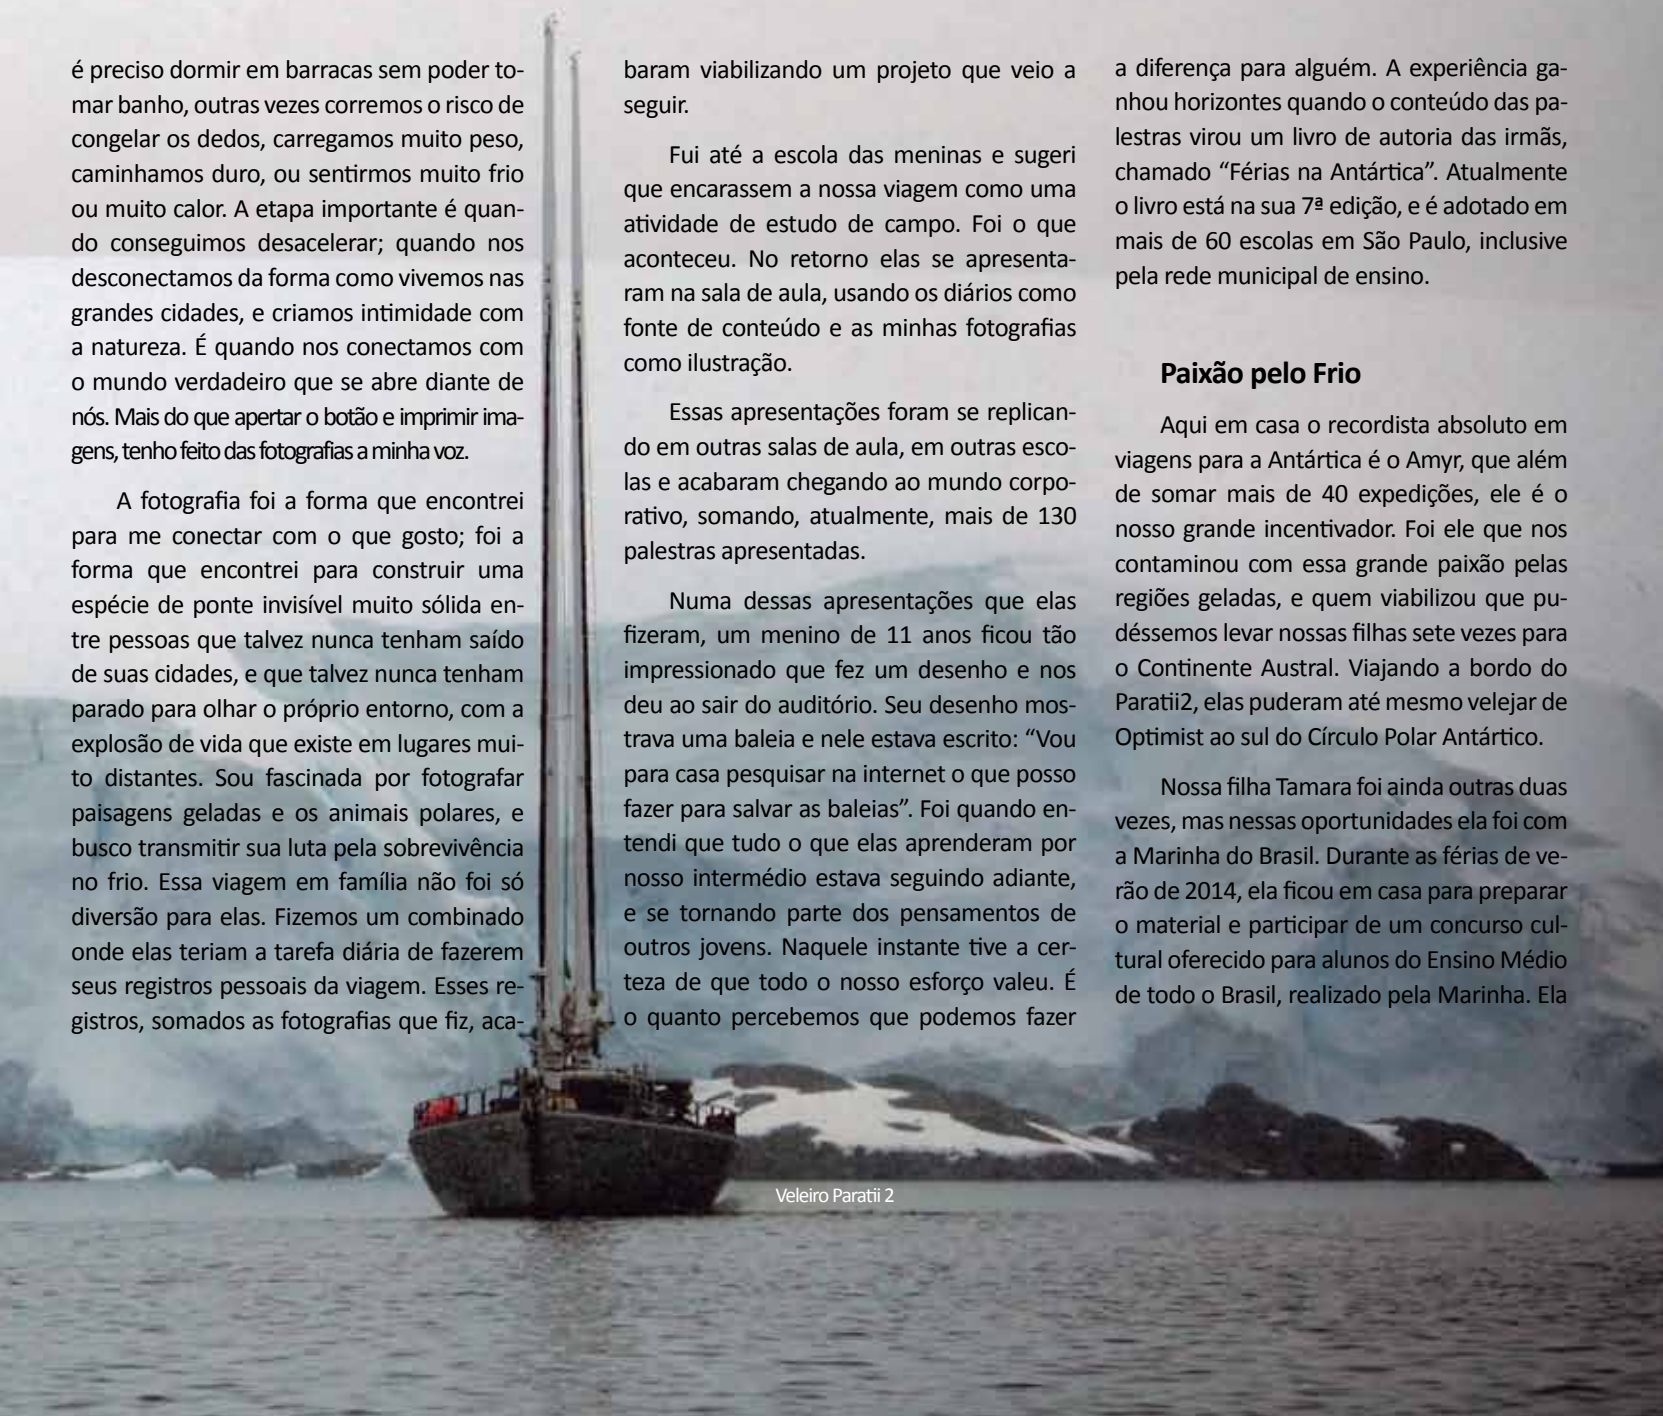 é preciso dormir em barracas sem poder to-
mar banho, outras vezes corremos o risco de
congelar os dedos, carregamos muito peso,
caminhamos duro, ou sentirmos muito frio
ou muito calor. A etapa importante é quan-
do conseguimos desacelerar; quando nos
desconectamos da forma como vivemos nas
grandes cidades, e criamos intimidade com
a natureza. É quando nos conectamos com
o mundo verdadeiro que se abre diante de
nós. Mais do que apertar o botão e imprimir ima-
gens, tenho feito das fotografias a minha voz.
A fotografia foi a forma que encontrei
para me conectar com o que gosto; foi a
forma que encontrei para construir uma
espécie de ponte invisível muito sólida en-
tre pessoas que talvez nunca tenham saído
de suas cidades, e que talvez nunca tenham
parado para olhar o próprio entorno, com a
explosão de vida que existe em lugares mui-
to distantes. Sou fascinada por fotografar
paisagens geladas e os animais polares, e
busco transmitir sua luta pela sobrevivência
no frio. Essa viagem em família não foi só
diversão para elas. Fizemos um combinado
onde elas teriam a tarefa diária de fazerem
seus registros pessoais da viagem. Esses re-
gistros, somados as fotografias que fiz, aca-
baram viabilizando um projeto que veio a
seguir.
Fui até a escola das meninas e sugeri
que encarassem a nossa viagem como uma
atividade de estudo de campo. Foi o que
aconteceu. No retorno elas se apresenta-
ram na sala de aula, usando os diários como
fonte de conteúdo e as minhas fotografias
como ilustração.
Essas apresentações foram se replican-
do em outras salas de aula, em outras esco-
las e acabaram chegando ao mundo corpo-
rativo, somando, atualmente, mais de 130
palestras apresentadas.
Numa dessas apresentações que elas
fizeram, um menino de 11 anos ficou tão
impressionado que fez um desenho e nos
deu ao sair do auditório. Seu desenho mos-
trava uma baleia e nele estava escrito: “Vou
para casa pesquisar na internet o que posso
fazer para salvar as baleias”. Foi quando en-
tendi que tudo o que elas aprenderam por
nosso intermédio estava seguindo adiante,
e se tornando parte dos pensamentos de
outros jovens. Naquele instante tive a cer-
teza de que todo o nosso esforço valeu. É
o quanto percebemos que podemos fazer
a diferença para alguém. A experiência ga-
nhou horizontes quando o conteúdo das pa-
lestras virou um livro de autoria das irmãs,
chamado “Férias na Antártica”. Atualmente
o livro está na sua 7ª edição, e é adotado em
mais de 60 escolas em São Paulo, inclusive
pela rede municipal de ensino.
Paixão pelo Frio
Aqui em casa o recordista absoluto em
viagens para a Antártica é o Amyr, que além
de somar mais de 40 expedições, ele é o
nosso grande incentivador. Foi ele que nos
contaminou com essa grande paixão pelas
regiões geladas, e quem viabilizou que pu-
déssemos levar nossas filhas sete vezes para
o Continente Austral. Viajando a bordo do
Paratii2, elas puderam até mesmo velejar de
Optimist ao sul do Círculo Polar Antártico.
Nossa filha Tamara foi ainda outras duas
vezes, mas nessas oportunidades ela foi com
a Marinha do Brasil. Durante as férias de ve-
rão de 2014, ela ficou em casa para preparar
o material e participar de um concurso cul-
tural oferecido para alunos do Ensino Médio
de todo o Brasil, realizado pela Marinha. Ela
Veleiro Paratii 2